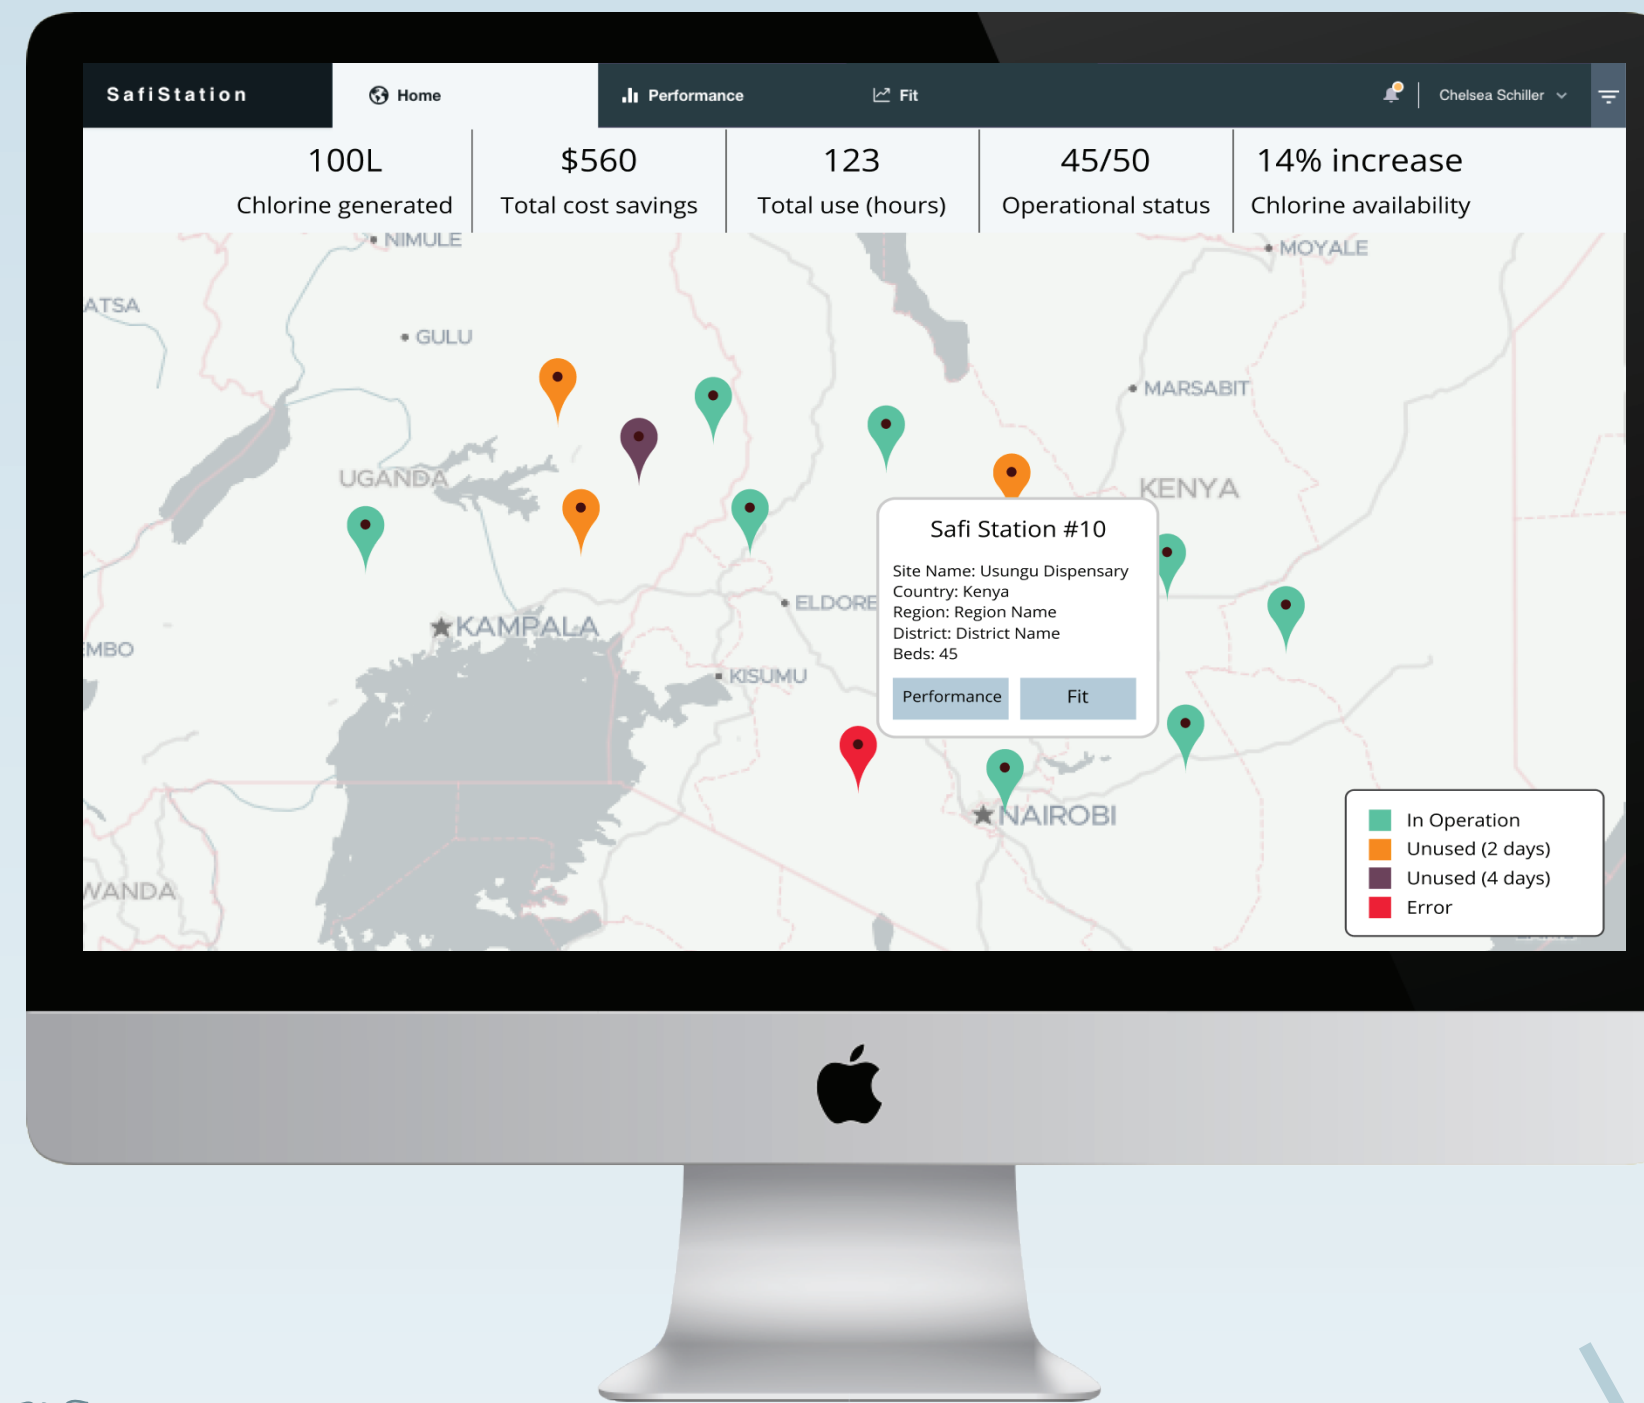 SafiStation
Home
Performance
Fit
Chelsea Schiller
100L
Chlorine generated
$560
Total cost savings
123
Total use (hours)
45/50
Operational status
14% increase
Chlorine availability
NIMULE
MOYALE
ATSA
GULU
MARSABIT
UGANDA
KENYA
Safi Station #10
Site Name: Usungu Dispensary
Country: Kenya
Region: Region Name
District: District Name
Beds: 45
Performance
Fit
ELDORE
KAMPALA
MBO
KISUMU
NAIROBI
WANDA
In Operation
Unused (2 days)
Unused (4 days)
Error